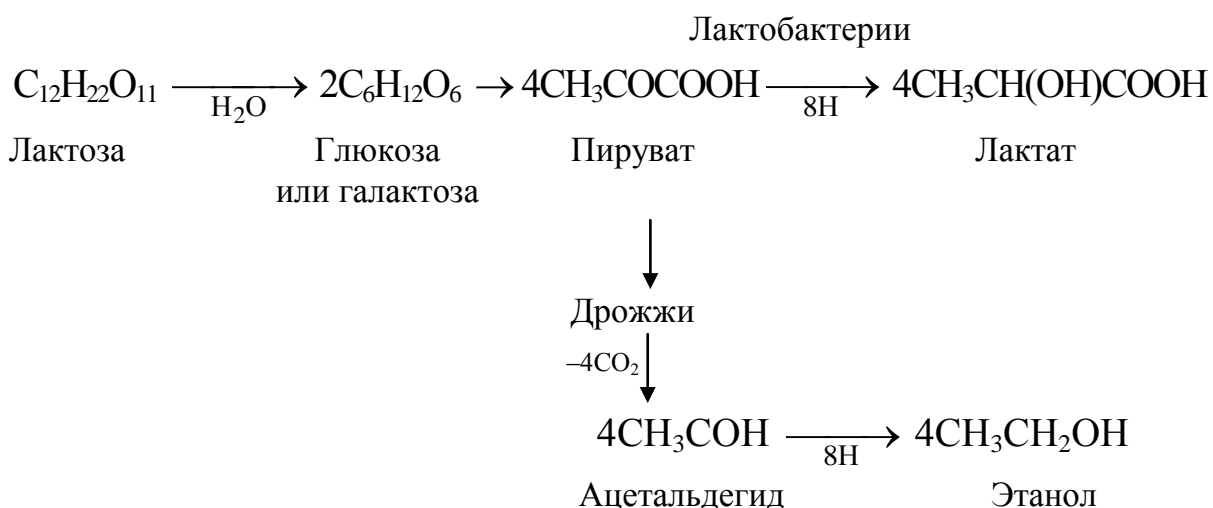 Лактобактерии
C₁₂H₂₂O₁₁ → 2C₆H₁₂O₆ → 4CH₃COCOOH → 4CH₃CH(OH)COOH
H₂O 8H
Лактоза Глюкоза Пируват Лактат
или галактоза
Дрожжи
–4CO₂
4CH₃COH → 4CH₃CH₂OH
8H
Ацетальдегид Этанол